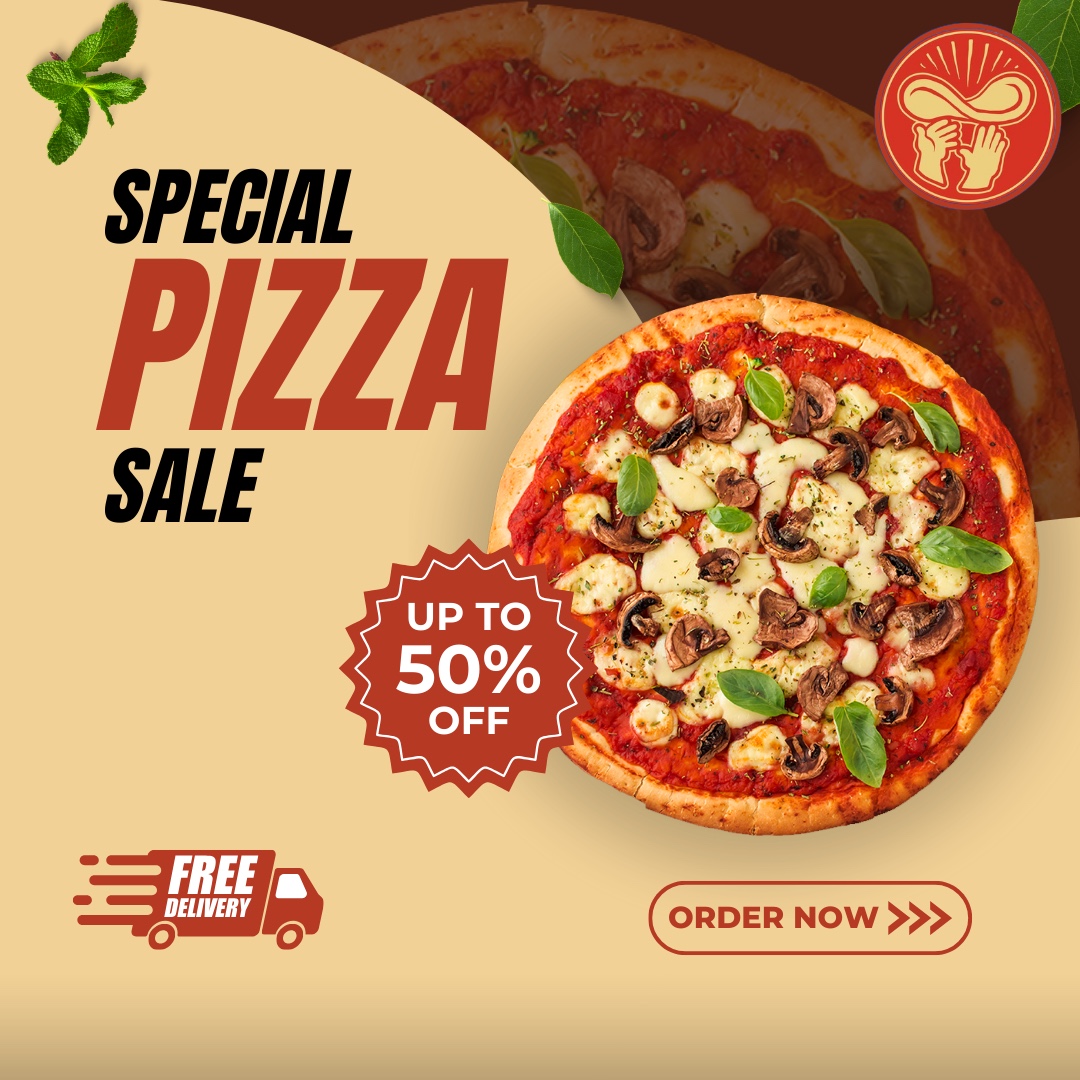 SPECIAL
PIZZA
SALE
UP TO
50%
OFF
FREE
DELIVERY
ORDER NOW